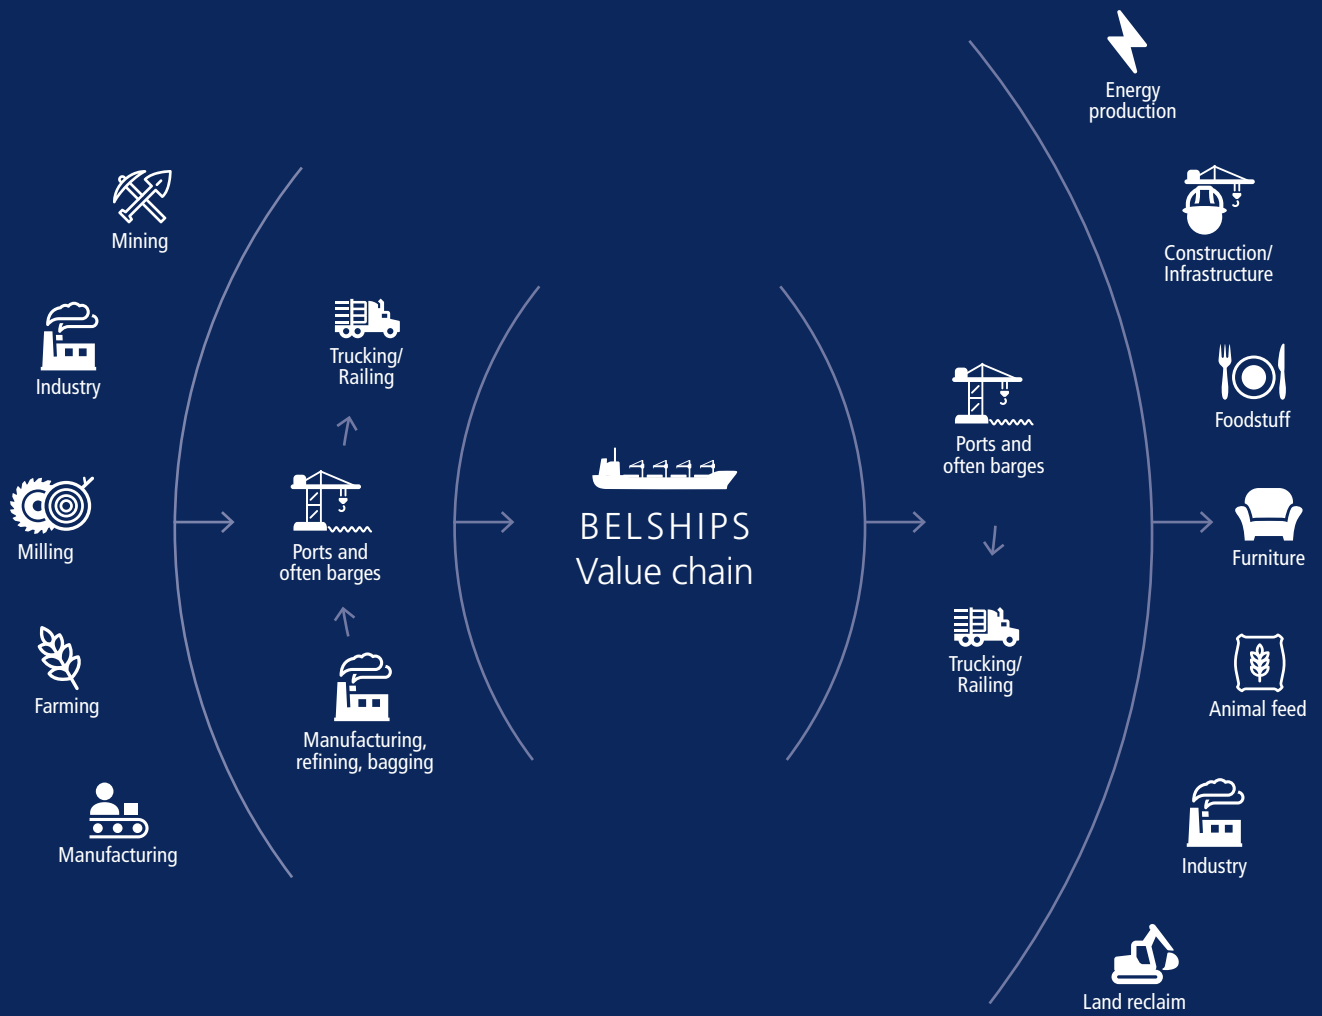 Mining
Industry
Milling
Farming
Manufacturing
Trucking/
Railing
Ports and
often barges
Manufacturing,
refining, bagging
BELSHIPS
Value chain
Ports and
often barges
Trucking/
Railing
Energy
production
Construction/
Infrastructure
Foodstuff
Furniture
Animal feed
Industry
Land reclaim